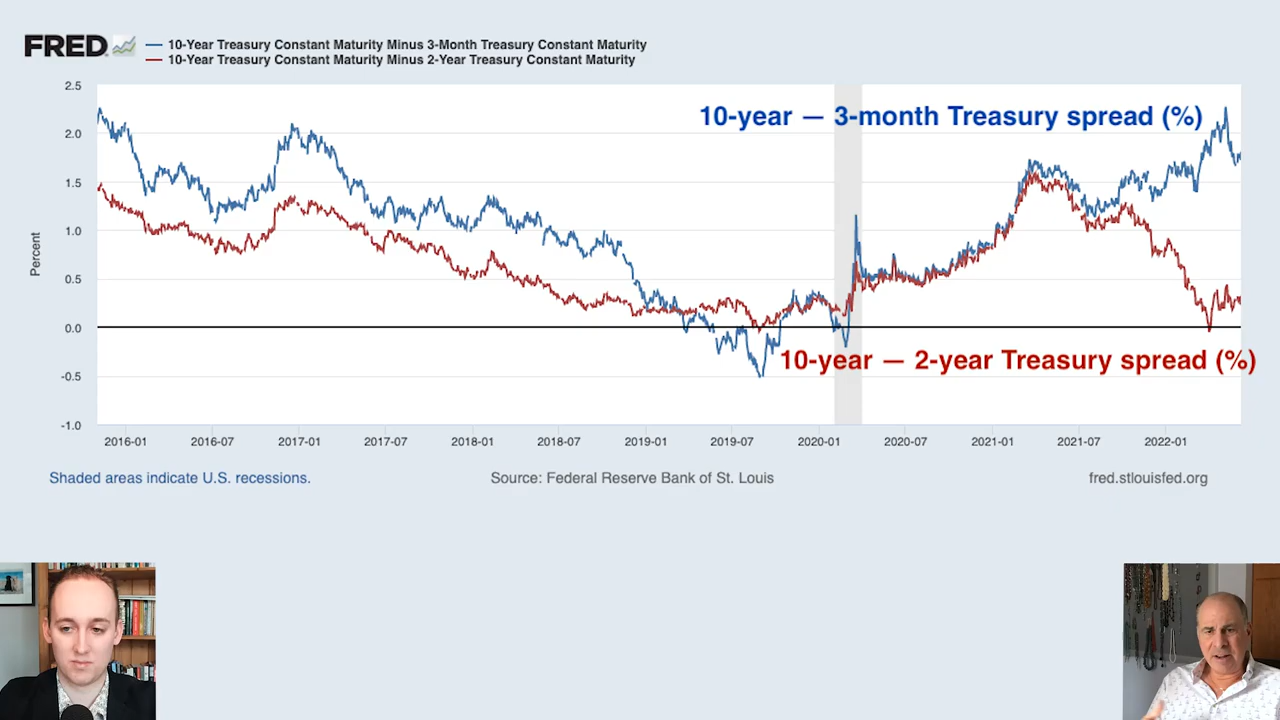 FRED
10-Year Treasury Constant Maturity Minus 3-Month Treasury Constant Maturity
10-Year Treasury Constant Maturity Minus 2-Year Treasury Constant Maturity
10-year — 3-month Treasury spread (%)
10-year — 2-year Treasury spread (%)
Percent
2.5
2.0
1.5
1.0
0.5
0.0
-0.5
-1.0
2016-01 2016-07 2017-01 2017-07 2018-01 2018-07 2019-01 2019-07 2020-01 2020-07 2021-01 2021-07 2022-01
Shaded areas indicate U.S. recessions. Source: Federal Reserve Bank of St. Louis fred.stlouisfed.org